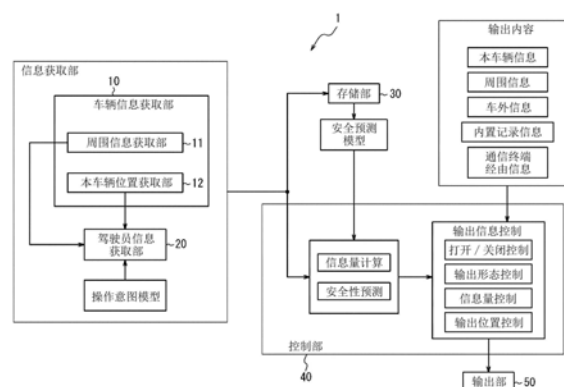 1
信息获取部
10
车辆信息获取部
周围信息获取部
11
本车辆位置获取部
12
驾驶员信息
获取部
20
操作意图模型
存储部
30
安全预测
模型
输出内容
本车辆信息
周围信息
车外信息
内置记录信息
通信终端
经由信息
信息量计算
安全性预测
输出信息控制
打开/关闭控制
输出形态控制
信息量控制
输出位置控制
控制部
40
输出部
50